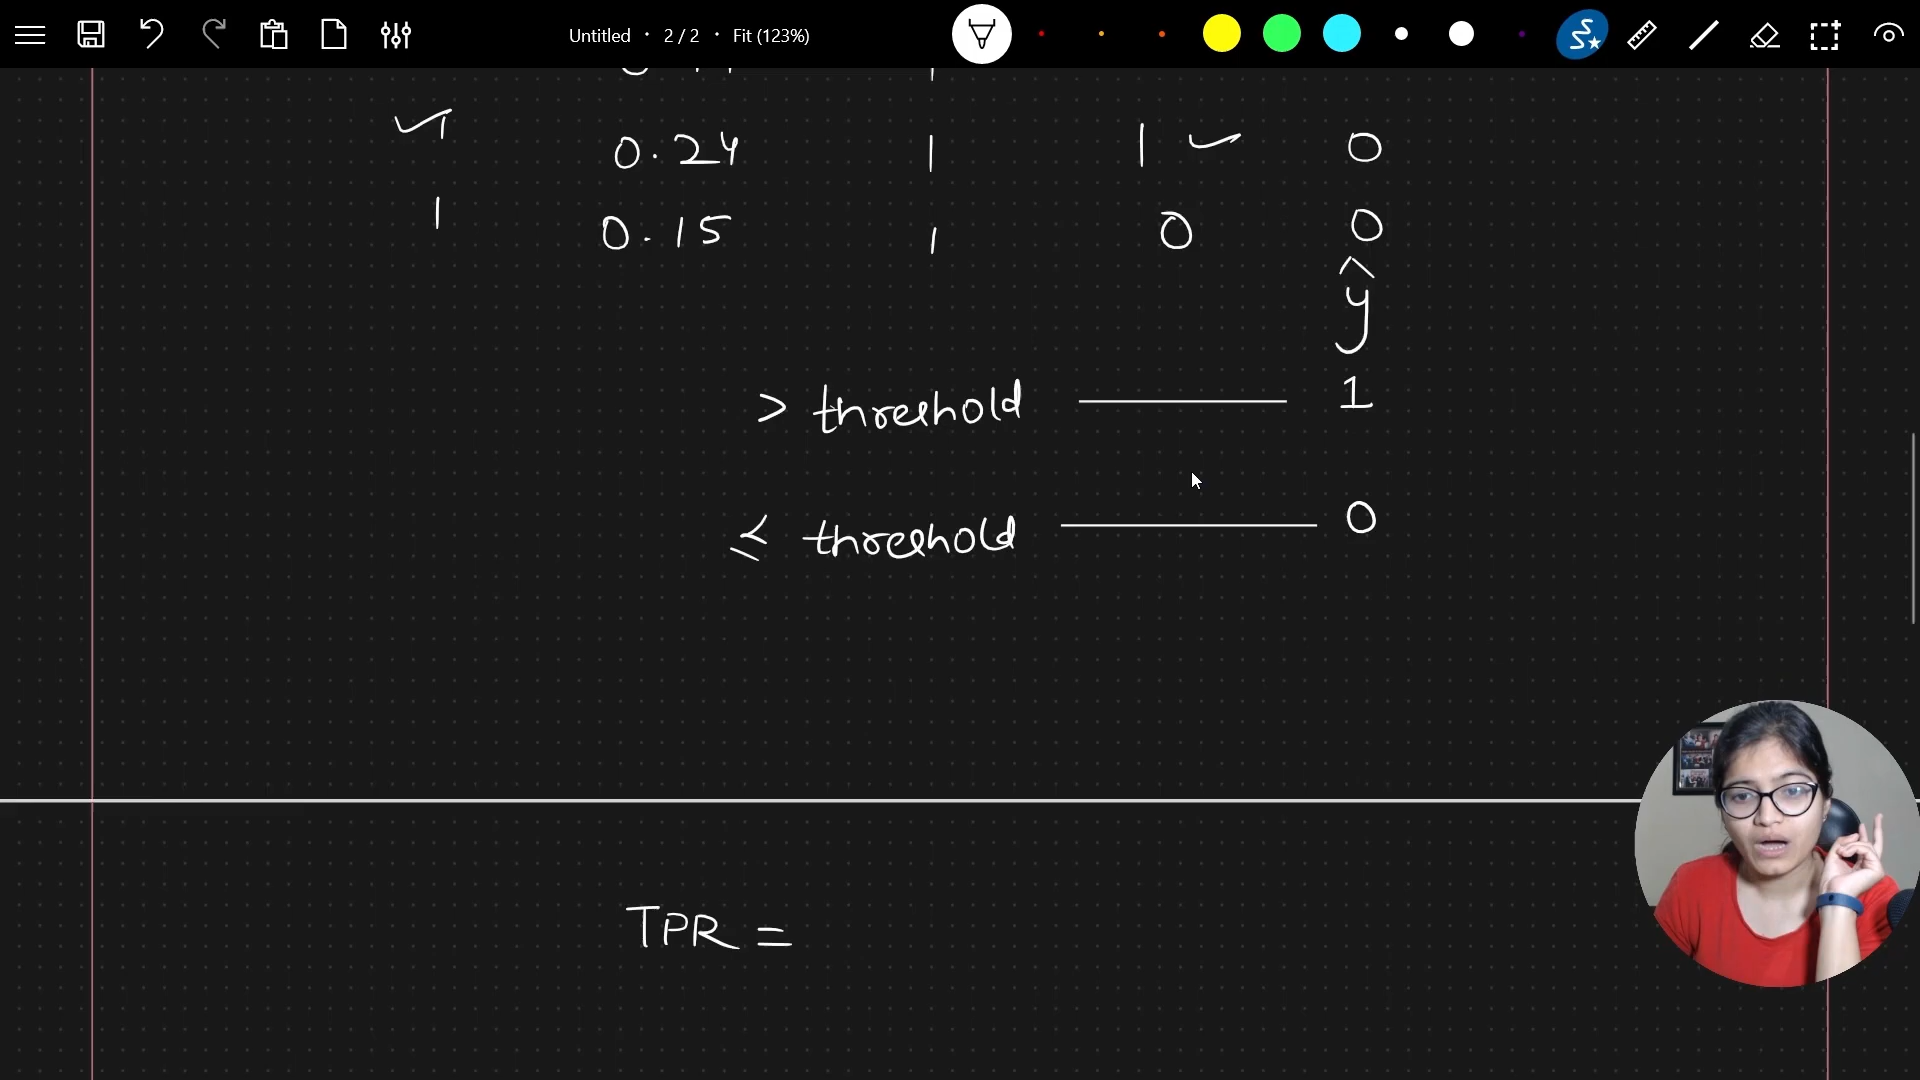 Untitled • 2 / 2 • Fit (123%)
1 0.24 1 1 0
1 0.15 1 0 0
ŷ
> threshold 1
≤ threshold 0
TPR =